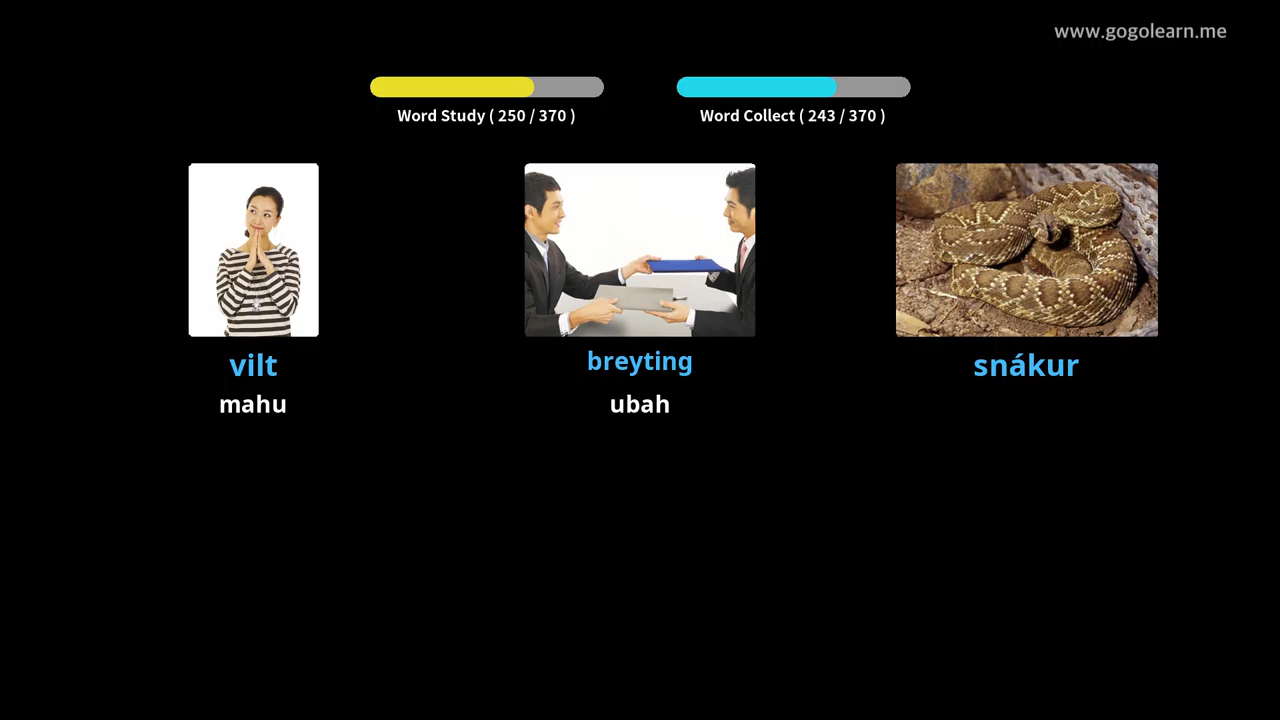 www.gogolearn.me
Word Study ( 250 / 370 )
Word Collect ( 243 / 370 )
vilt
breyting
snákur
mahu
ubah